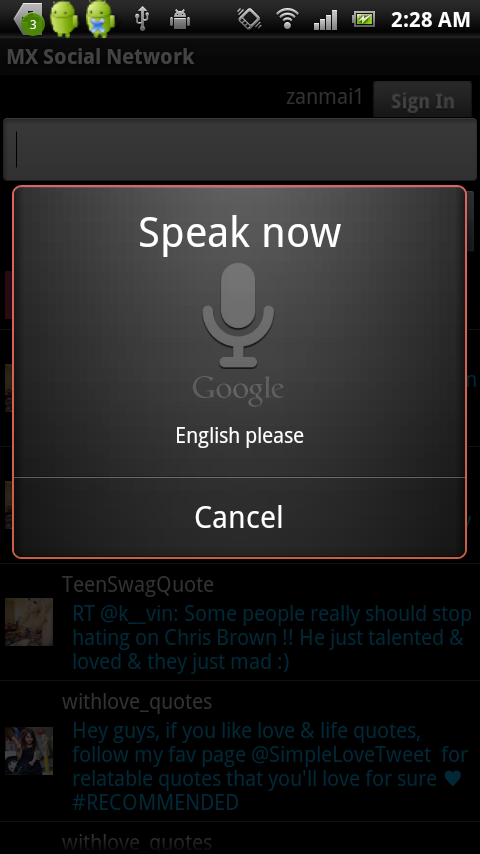 3
2:28 AM
MX Social Network
zanmai1
Sign In
Speak now
Google
English please
Cancel
TeenSwagQuote
RT @k__vin: Some people really should stop
hating on Chris Brown !! He just talented &
loved & they just mad :)
withlove_quotes
Hey guys, if you like love & life quotes,
follow my fav page @SimpleLoveTweet for
relatable quotes that you'll love for sure ♥
#RECOMMENDED
withlove_quotes